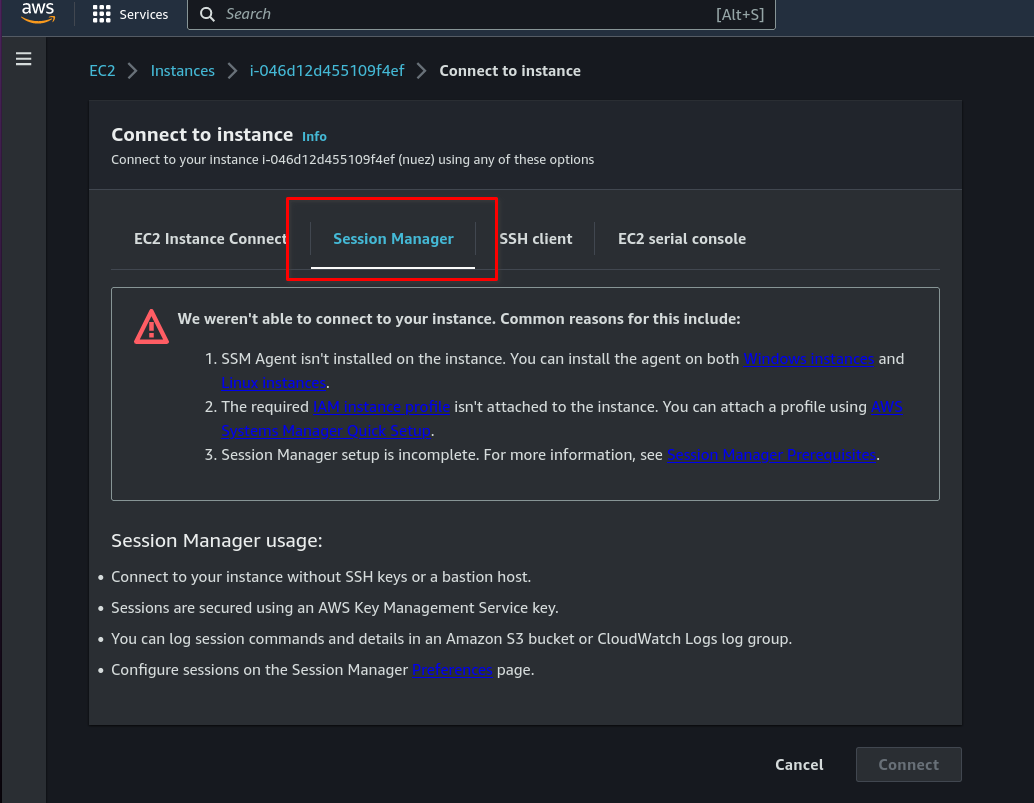 aws
Services
Search
[Alt+S]
EC2
Instances
i-046d12d455109f4ef
Connect to instance
Connect to instance Info
Connect to your instance i-046d12d455109f4ef (nuez) using any of these options
EC2 Instance Connect
Session Manager
SSH client
EC2 serial console
We weren't able to connect to your instance. Common reasons for this include:
1. SSM Agent isn't installed on the instance. You can install the agent on both Windows instances and
Linux instances.
2. The required IAM instance profile isn't attached to the instance. You can attach a profile using AWS
Systems Manager Quick Setup.
3. Session Manager setup is incomplete. For more information, see Session Manager Prerequisites.
Session Manager usage:
• Connect to your instance without SSH keys or a bastion host.
• Sessions are secured using an AWS Key Management Service key.
• You can log session commands and details in an Amazon S3 bucket or CloudWatch Logs log group.
• Configure sessions on the Session Manager Preferences page.
Cancel
Connect